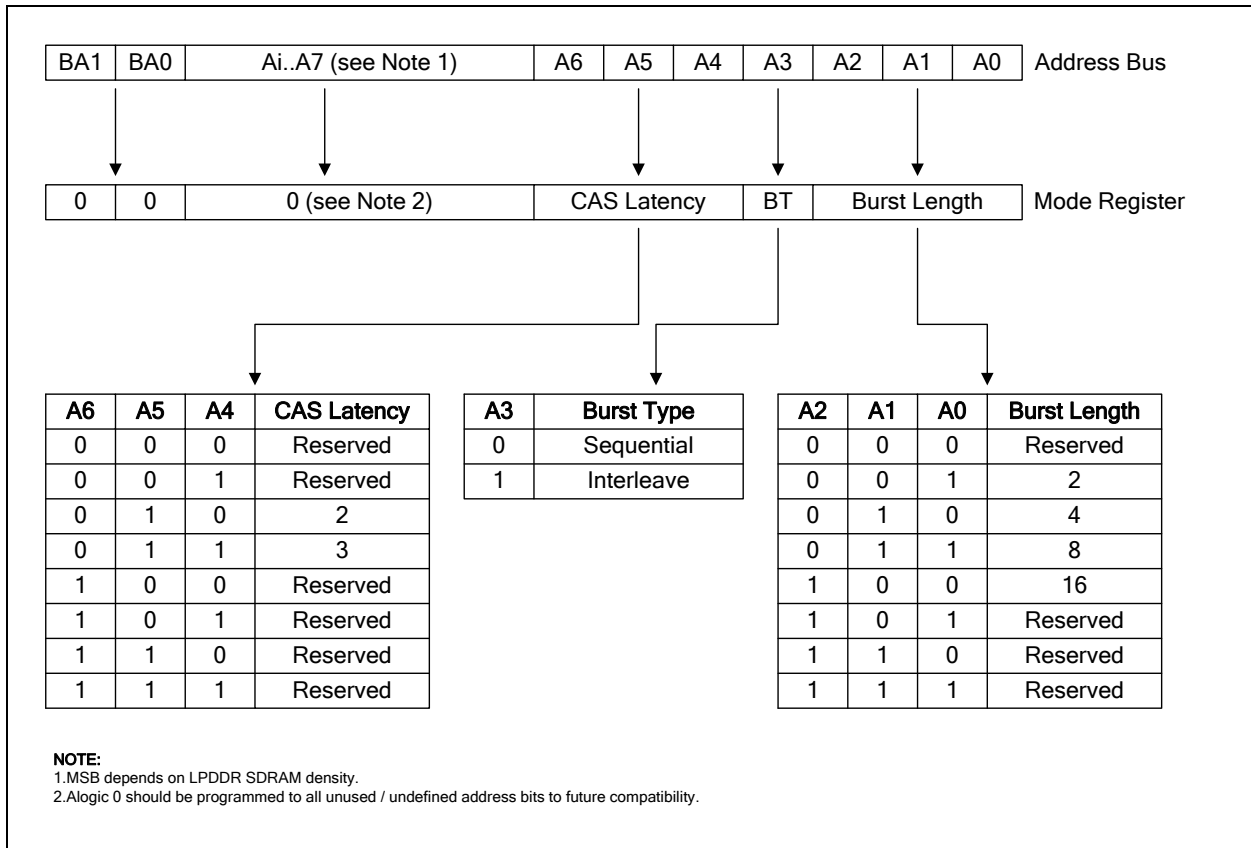 BA1 BA0 Ai..A7 (see Note 1) A6 A5 A4 A3 A2 A1 A0 Address Bus
0 0 0 (see Note 2) CAS Latency BT Burst Length Mode Register
A6 A5 A4 CAS Latency
0 0 0 Reserved
0 0 1 Reserved
0 1 0 2
0 1 1 3
1 0 0 Reserved
1 0 1 Reserved
1 1 0 Reserved
1 1 1 Reserved
A3 Burst Type
0 Sequential
1 Interleave
A2 A1 A0 Burst Length
0 0 0 Reserved
0 0 1 2
0 1 0 4
0 1 1 8
1 0 0 16
1 0 1 Reserved
1 1 0 Reserved
1 1 1 Reserved
NOTE:
1.MSB depends on LPDDR SDRAM density.
2.Alogic 0 should be programmed to all unused / undefined address bits to future compatibility.